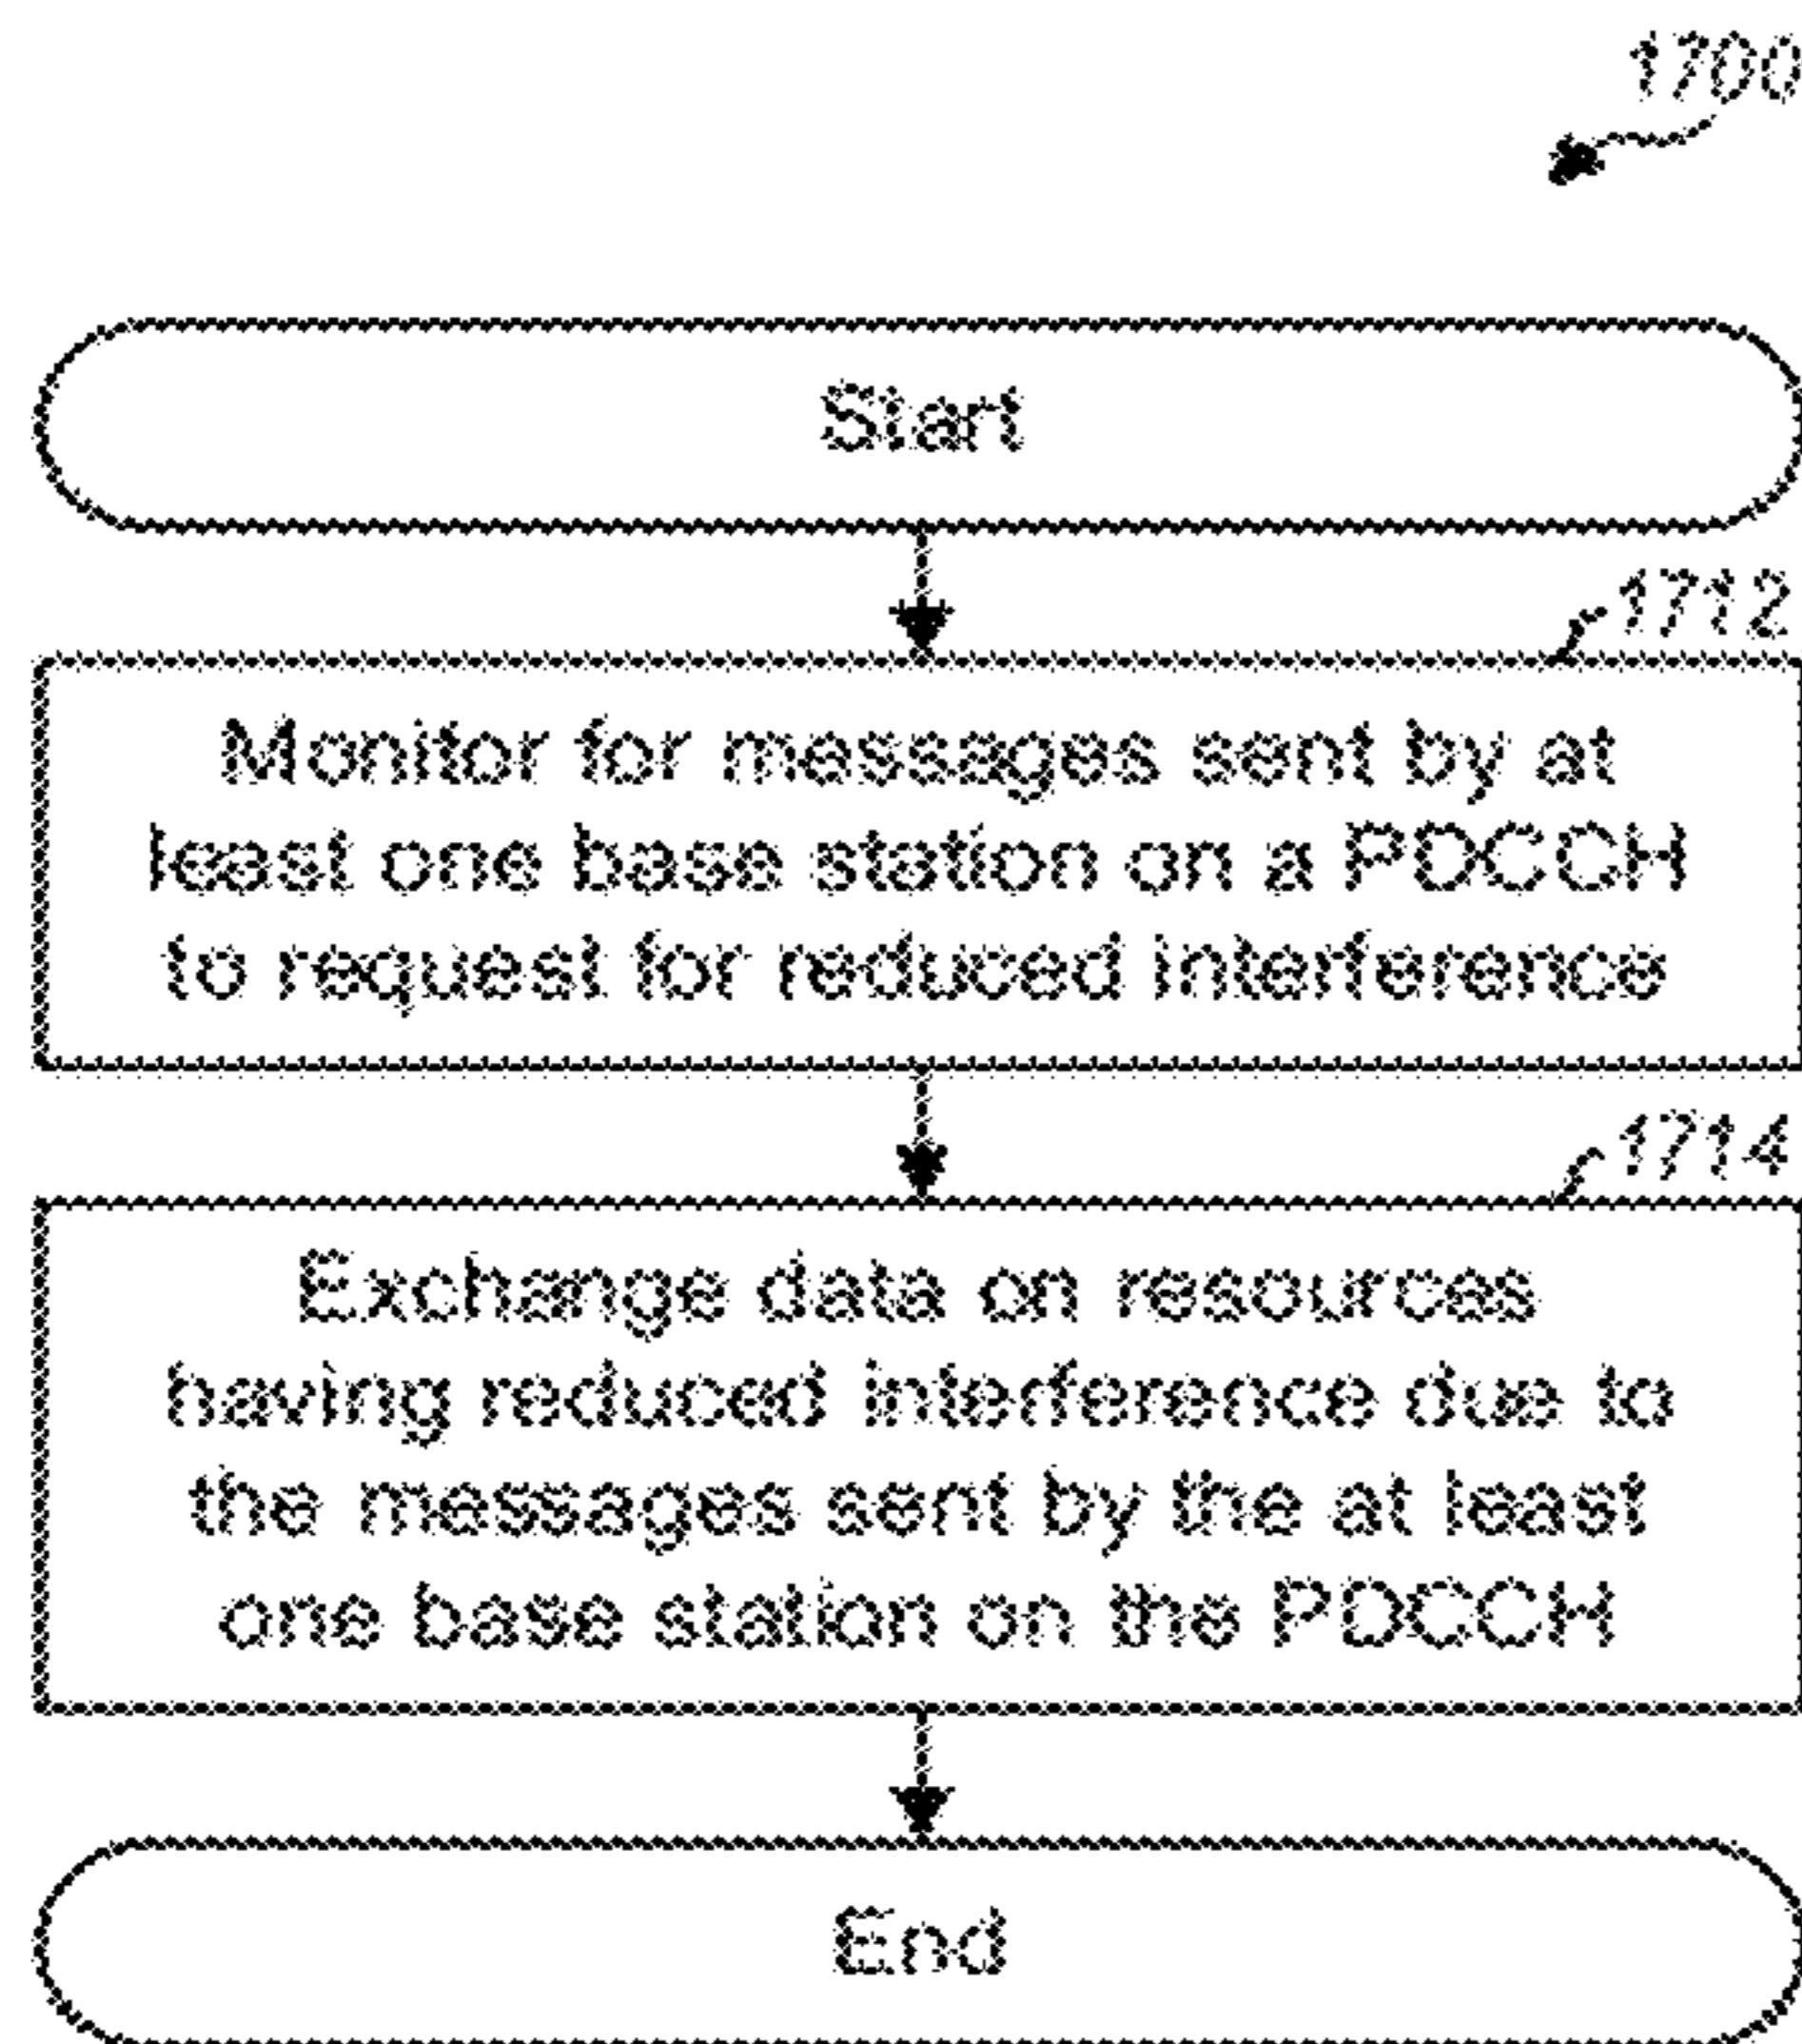 1700
Start
1712
Monitor for messages sent by at
least one base station on a PDCCH
to request for reduced interference
1714
Exchange data on resources
having reduced interference due to
the messages sent by the at least
one base station on the PDCCH
End